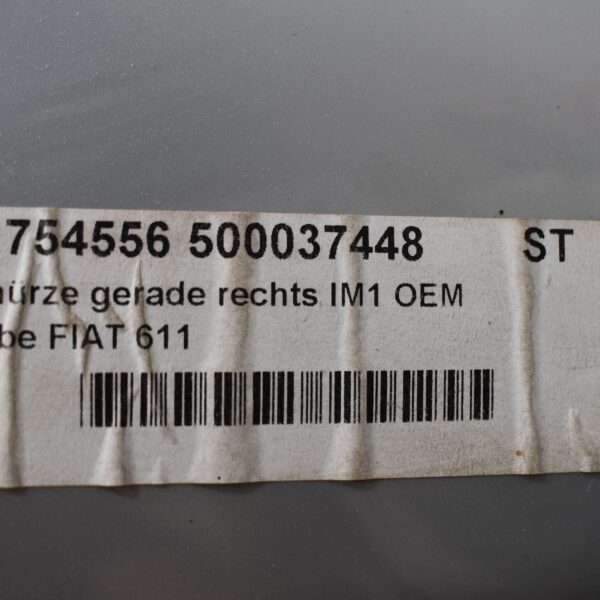 754556 500037448 ST
ürze gerade rechts IM1 OEM
be FIAT 611